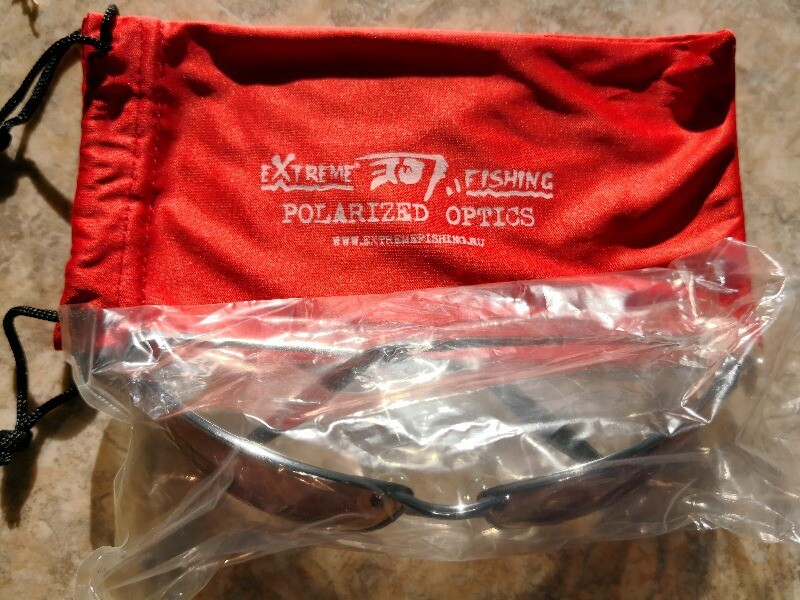 EXTREME FISHING
POLARIZED OPTICS
WWW.EXTREMEFISHING.RU